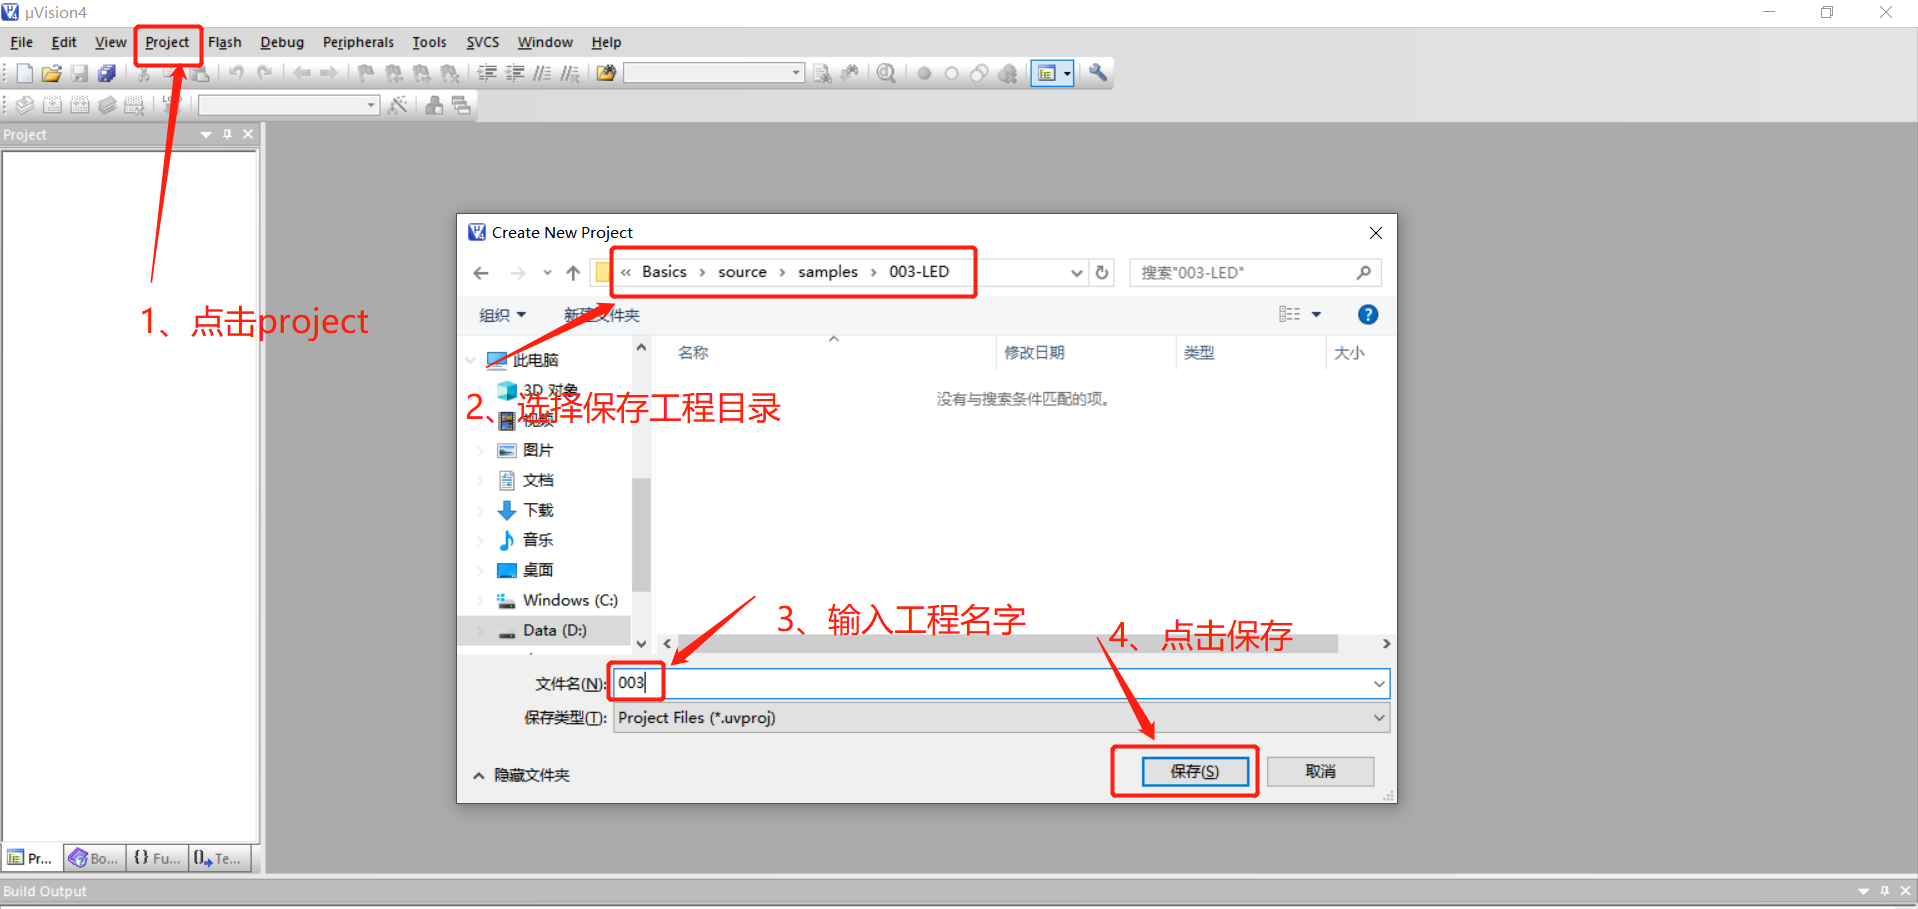 µVision4
File Edit View Project Flash Debug Peripherals Tools SVCS Window Help
Project
1、点击project
Create New Project
« Basics › source › samples › 003-LED
搜索"003-LED"
组织 新建文件夹
名称 修改日期 类型 大小
没有与搜索条件匹配的项。
此电脑
3D 对象
2、选择保存工程目录
视频
图片
文档
下载
音乐
桌面
Windows (C:)
Data (D:)
3、输入工程名字
4、点击保存
文件名(N): 003
保存类型(T): Project Files (*.uvproj)
隐藏文件夹
保存(S) 取消
Pr... Bo... {} Fu... Te...
Build Output